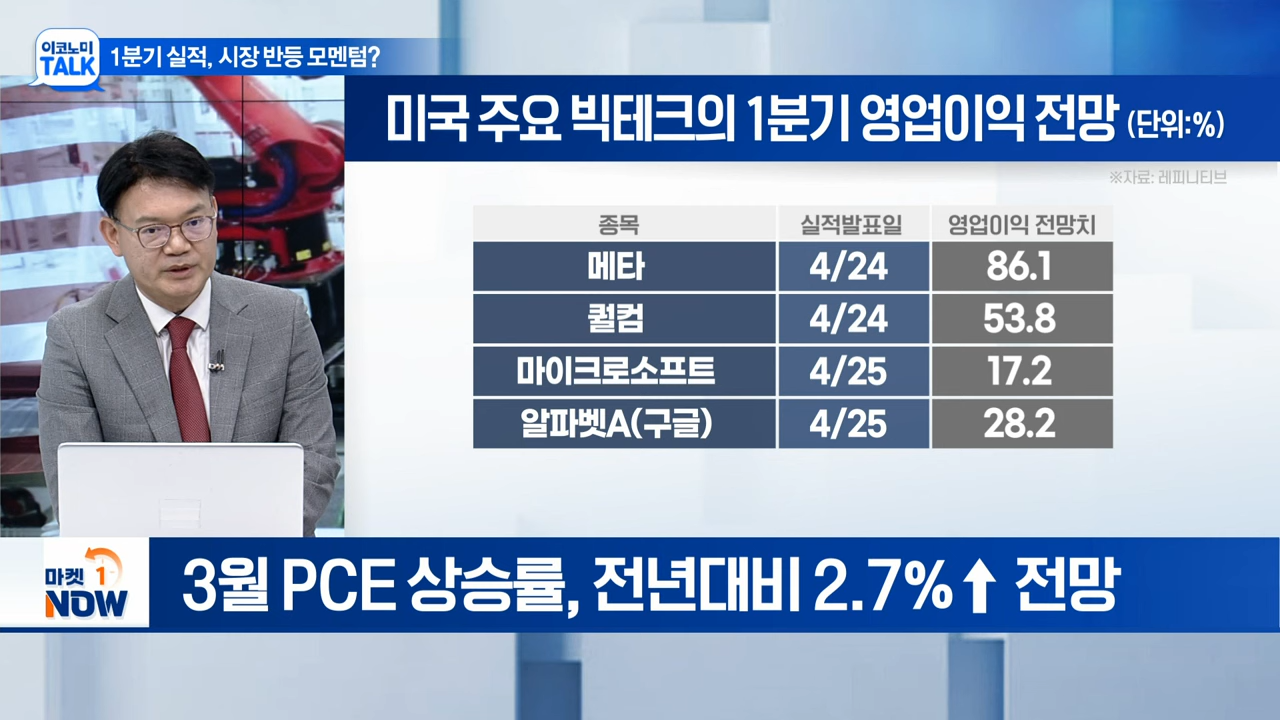 이코노미
TALK
1분기 실적, 시장 반등 모멘텀?
미국 주요 빅테크의 1분기 영업이익 전망 (단위:%)
※자료: 레피니티브
종목 실적발표일 영업이익 전망치
메타 4/24 86.1
퀄컴 4/24 53.8
마이크로소프트 4/25 17.2
알파벳A(구글) 4/25 28.2
마켓 1
NOW
3월 PCE 상승률, 전년대비 2.7%⬆ 전망